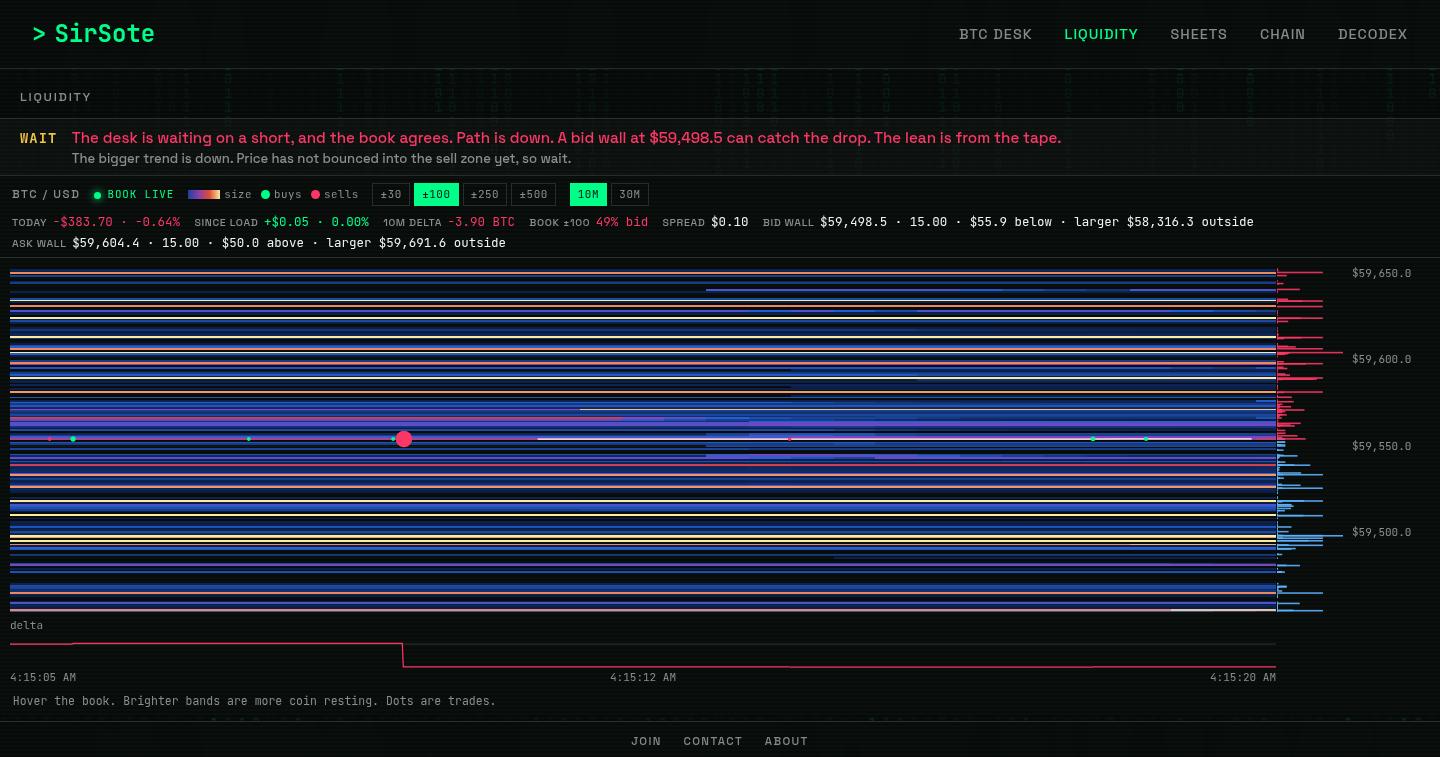 > SirSote
BTC DESK LIQUIDITY SHEETS CHAIN DECODEX
LIQUIDITY
WAIT The desk is waiting on a short, and the book agrees. Path is down. A bid wall at $59,498.5 can catch the drop. The lean is from the tape.
The bigger trend is down. Price has not bounced into the sell zone yet, so wait.
BTC / USD BOOK LIVE size buys sells ±30 ±100 ±250 ±500 10M 30M
TODAY -$383.70 · -0.64% SINCE LOAD +$0.05 · 0.00% 10M DELTA -3.90 BTC BOOK ±100 49% bid SPREAD $0.10 BID WALL $59,498.5 · 15.00 · $55.9 below · larger $58,316.3 outside
ASK WALL $59,604.4 · 15.00 · $50.0 above · larger $59,691.6 outside
$59,650.0
$59,600.0
$59,550.0
$59,500.0
delta
4:15:05 AM 4:15:12 AM 4:15:20 AM
Hover the book. Brighter bands are more coin resting. Dots are trades.
JOIN CONTACT ABOUT